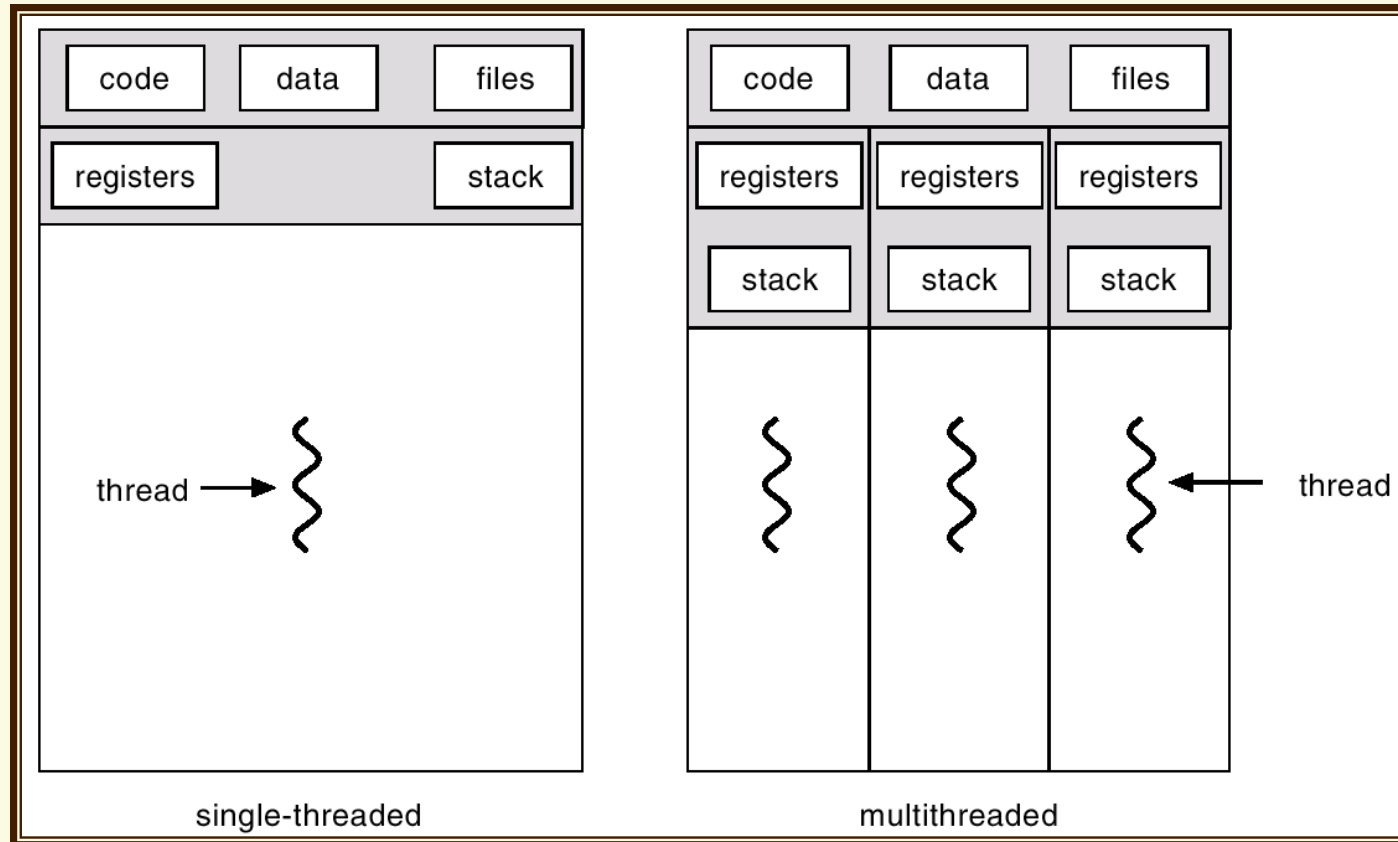 code data files code data files
registers stack registers registers registers
stack stack stack
thread thread
single-threaded multithreaded